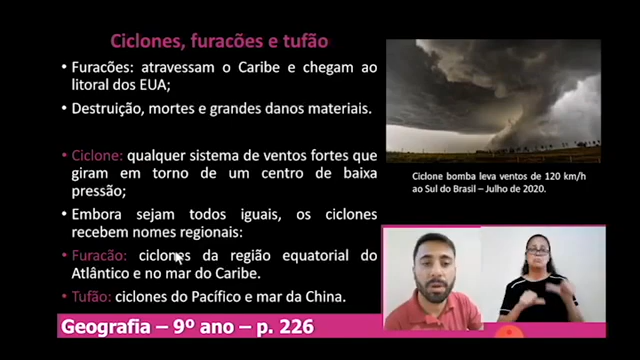 Ciclones, furacões e tufão
• Furacões: atravessam o Caribe e chegam ao
litoral dos EUA;
• Destruição, mortes e grandes danos materiais.
• Ciclone: qualquer sistema de ventos fortes que
giram em torno de um centro de baixa
pressão;
• Embora sejam todos iguais, os ciclones
recebem nomes regionais:
• Furacão: ciclones da região equatorial do
Atlântico e no mar do Caribe.
• Tufão: ciclones do Pacífico e mar da China.
Ciclone bomba leva ventos de 120 km/h
ao Sul do Brasil – Julho de 2020.
Geografia – 9º ano – p. 226